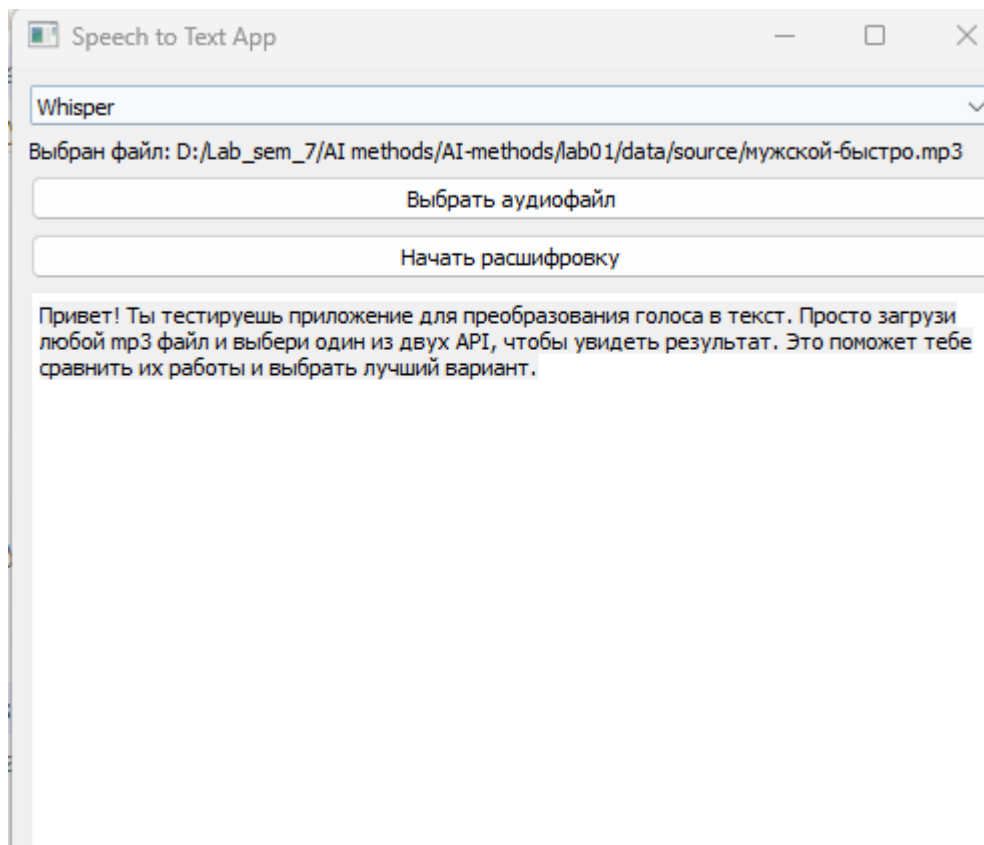 Speech to Text App
Whisper
Выбран файл: D:/Lab_sem_7/AI methods/AI-methods/lab01/data/source/мужской-быстро.mp3
Выбрать аудиофайл
Начать расшифровку
Привет! Ты тестируешь приложение для преобразования голоса в текст. Просто загрузи
любой mp3 файл и выбери один из двух API, чтобы увидеть результат. Это поможет тебе
сравнить их работы и выбрать лучший вариант.